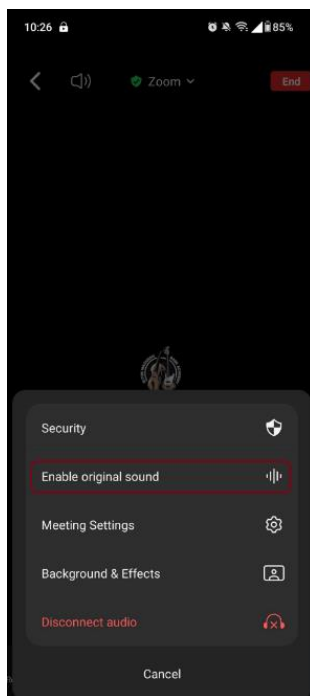 10:26 85%
Zoom End
Security
Enable original sound
Meeting Settings
Background & Effects
Disconnect audio
Cancel